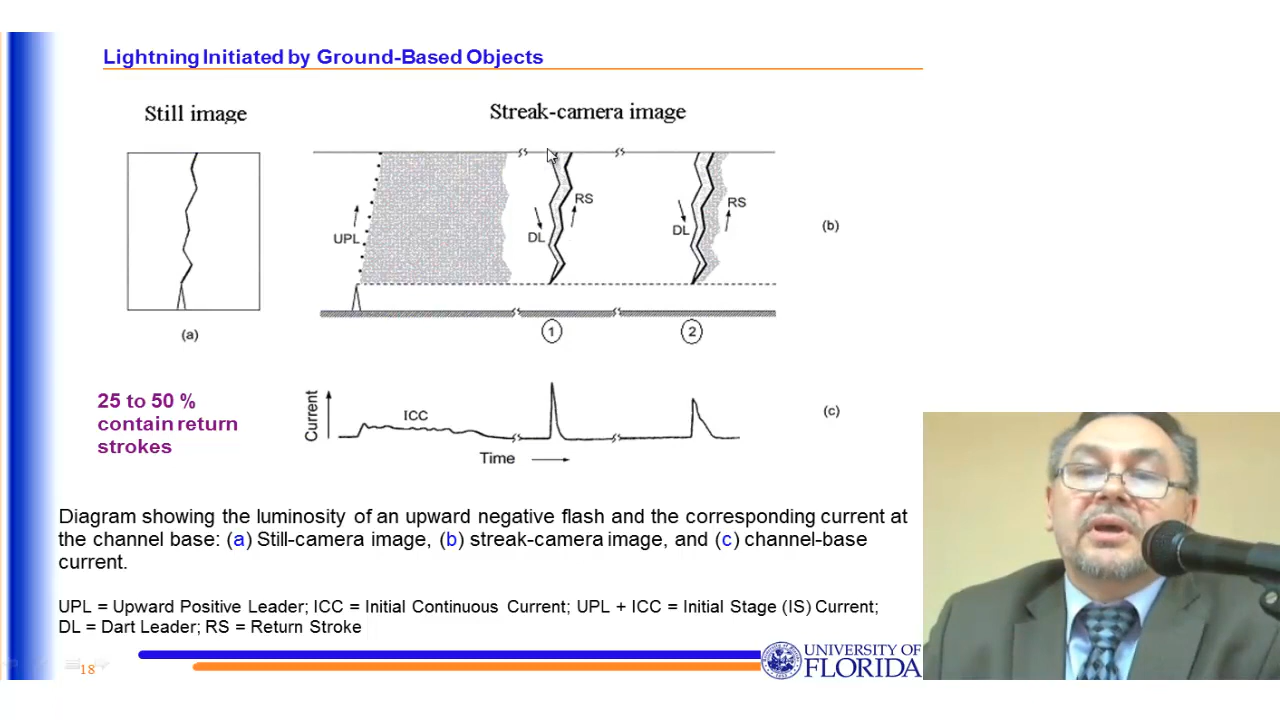 Lightning Initiated by Ground-Based Objects
Still image
Streak-camera image
UPL
DL
RS
DL
RS
(b)
(a)
1
2
25 to 50 %
contain return
strokes
Current
ICC
Time
(c)
Diagram showing the luminosity of an upward negative flash and the corresponding current at
the channel base: (a) Still-camera image, (b) streak-camera image, and (c) channel-base
current.
UPL = Upward Positive Leader; ICC = Initial Continuous Current; UPL + ICC = Initial Stage (IS) Current;
DL = Dart Leader; RS = Return Stroke
18
UNIVERSITY OF
FLORIDA